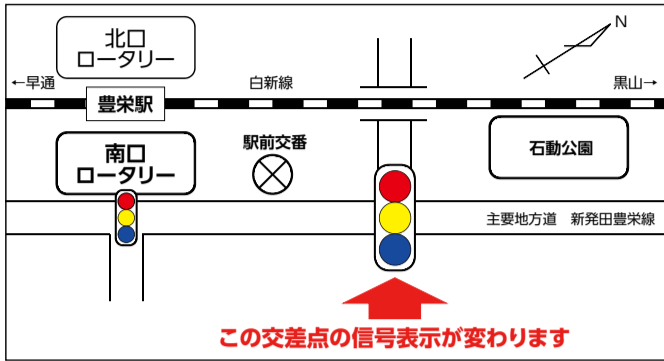 北口
ロータリー
N
←早通
白新線
黒山→
豊栄駅
南口
ロータリー
駅前交番
石動公園
主要地方道 新発田豊栄線
この交差点の信号表示が変わります